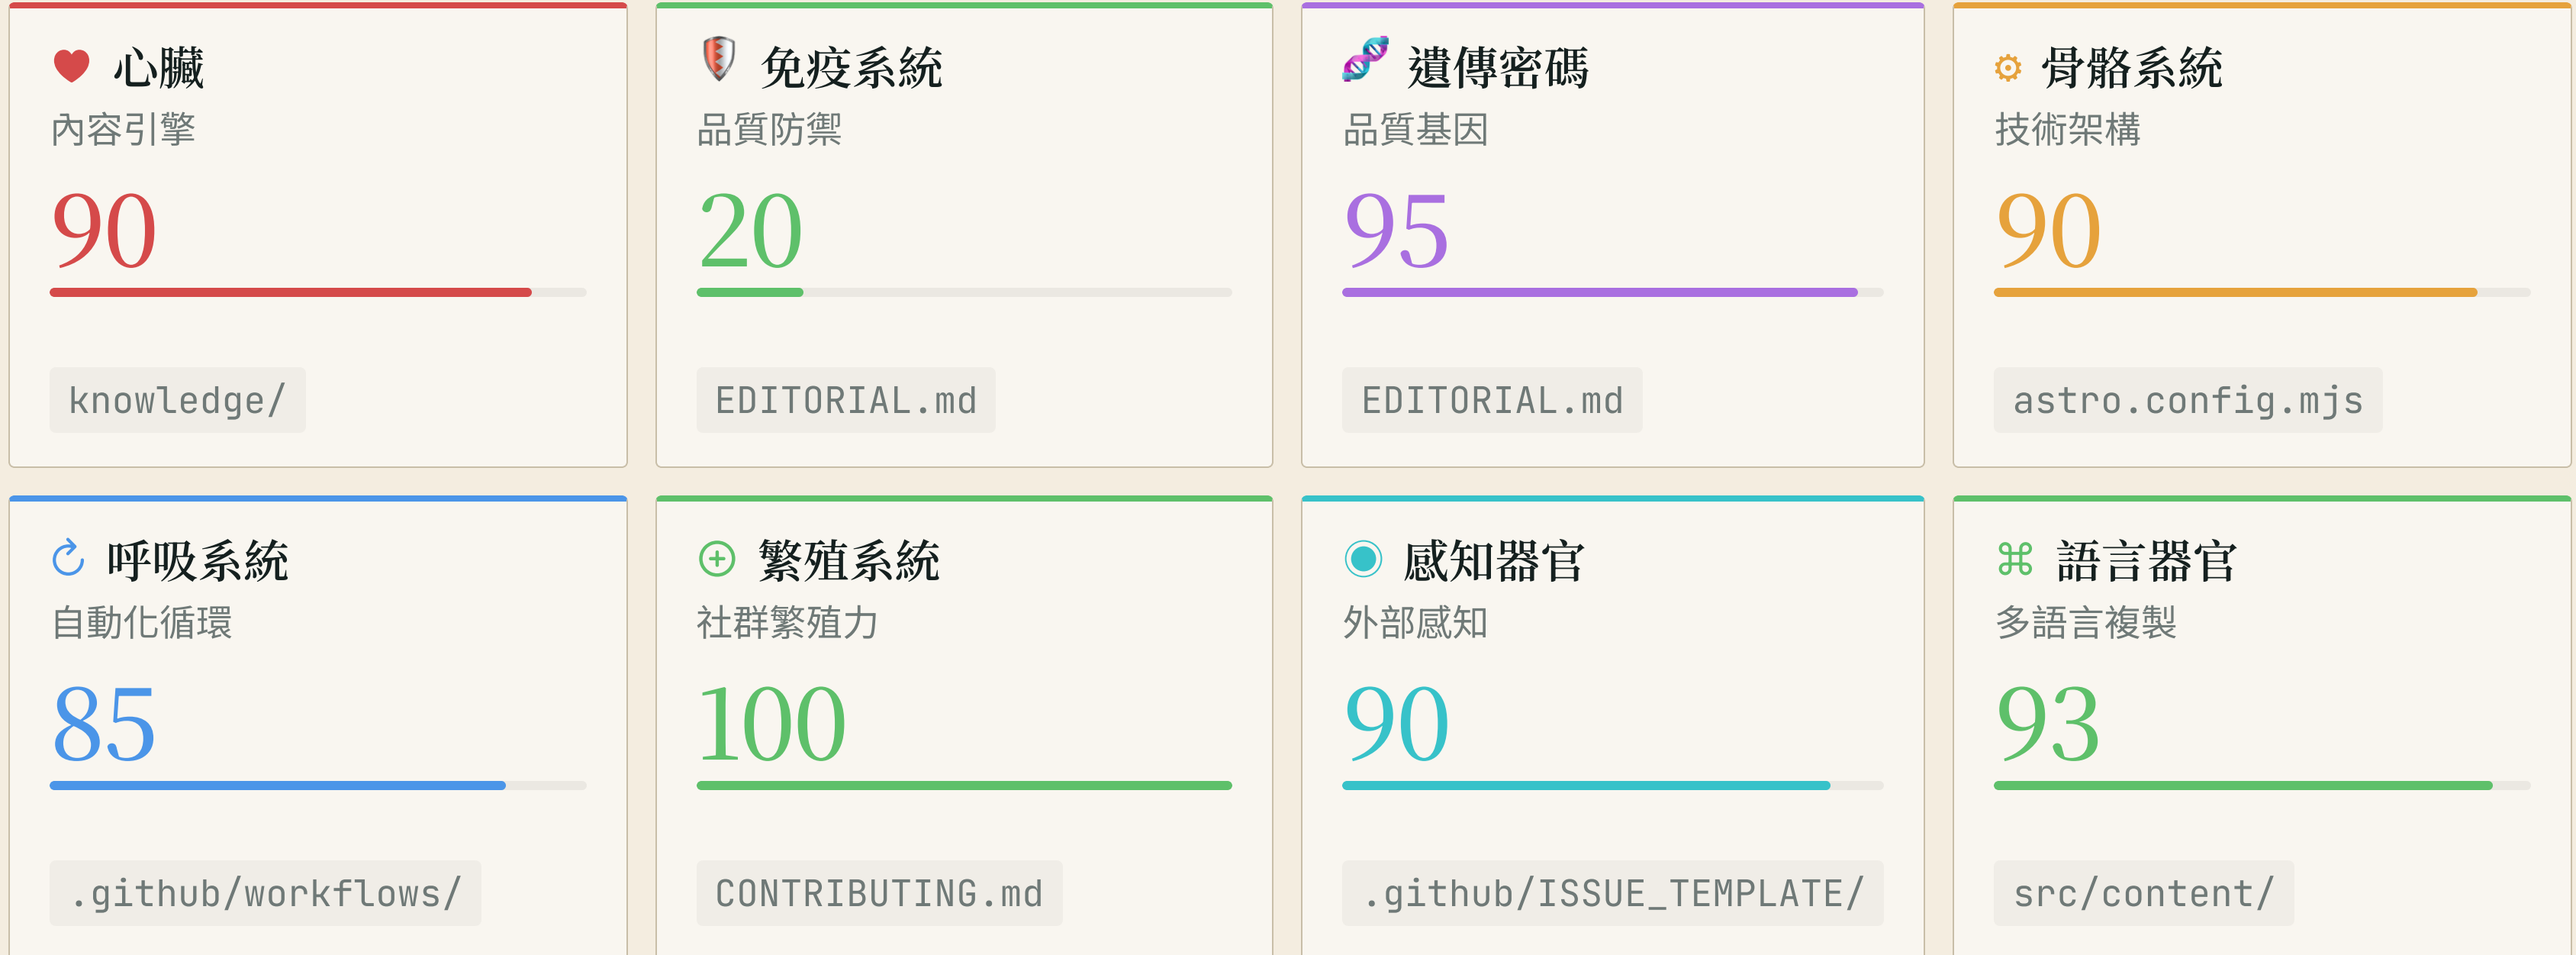 心臟
內容引擎
90
knowledge/
免疫系統
品質防禦
20
EDITORIAL.md
遺傳密碼
品質基因
95
EDITORIAL.md
骨骼系統
技術架構
90
astro.config.mjs
呼吸系統
自動化循環
85
.github/workflows/
繁殖系統
社群繁殖力
100
CONTRIBUTING.md
感知器官
外部感知
90
.github/ISSUE_TEMPLATE/
語言器官
多語言複製
93
src/content/